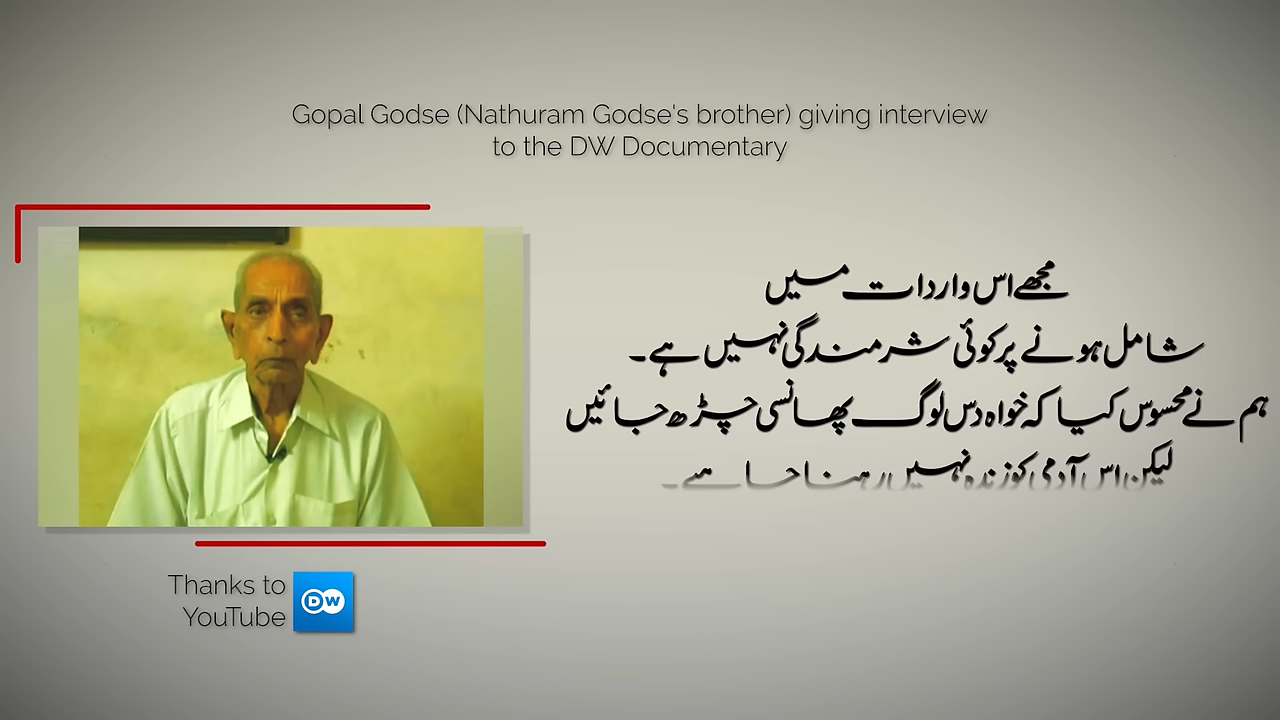 Gopal Godse (Nathuram Godse's brother) giving interview
to the DW Documentary
مجھے اس واردات میں
شامل ہونے پر کوئی شرمندگی نہیں ہے۔
ہم نے محسوس کیا کہ خواہ دس لوگ پھانسی چڑھ جائیں
لیکن اس آدمی کو زندہ نہیں رہنا چاہیے۔
Thanks to
YouTube
DW